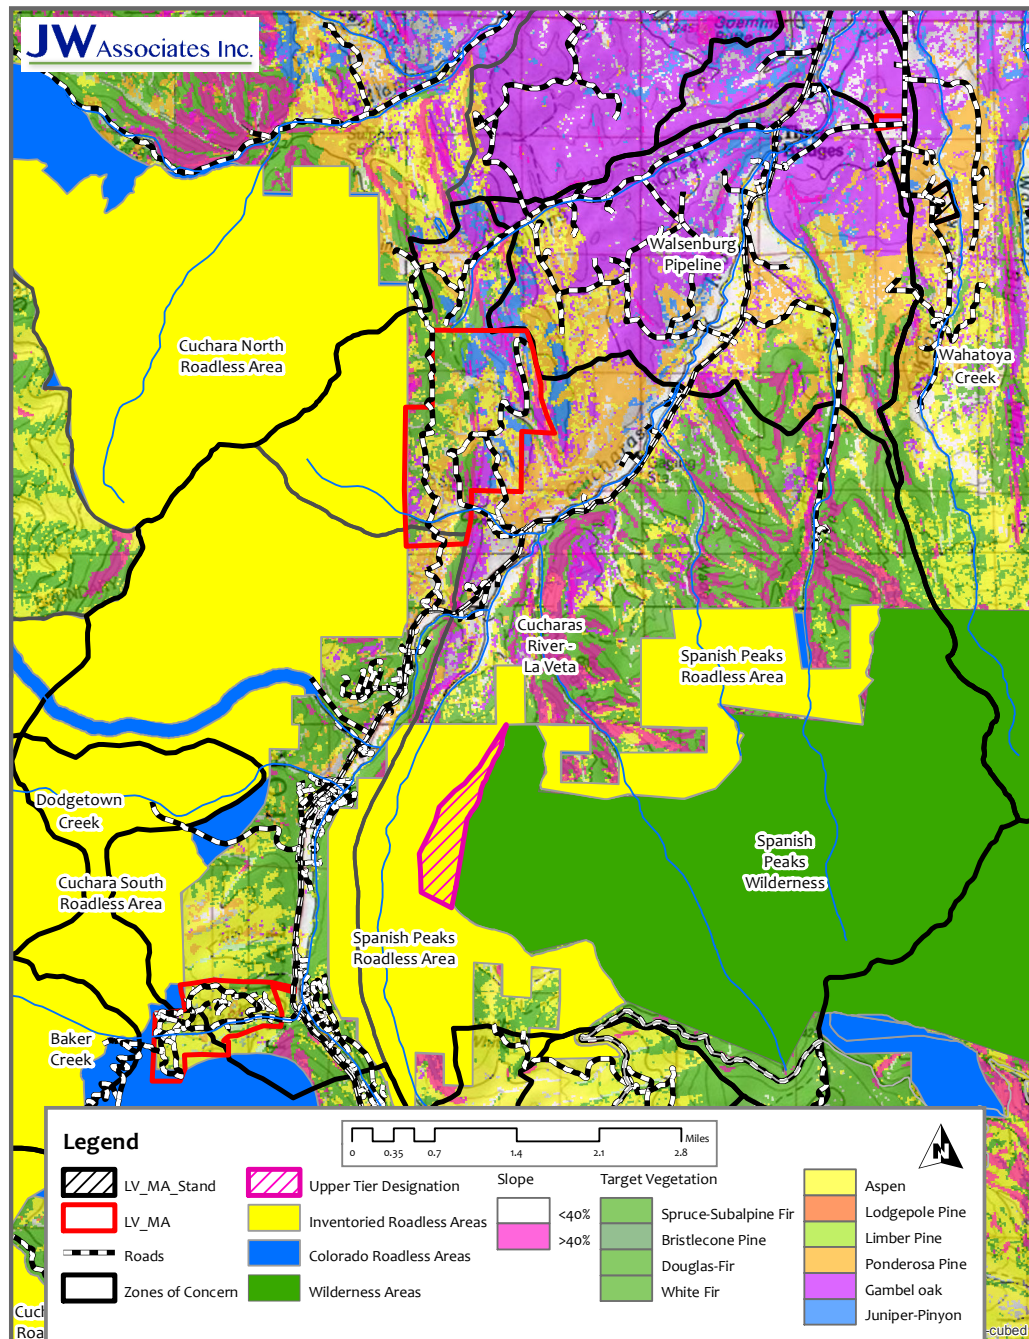 JW Associates Inc.
Creek
Walsenburg
Pipeline
Cuchara North
Roadless Area
Wahatoya
Creek
Cucharas
River -
La Veta
Spanish Peaks
Roadless Area
Dodgetown
Creek
Spanish
Peaks
Wilderness
Cuchara South
Roadless Area
Spanish Peaks
Roadless Area
Baker
Creek
Legend
0 0.35 0.7 1.4 2.1 2.8 Miles
LV_MA_Stand
LV_MA
Roads
Zones of Concern
Upper Tier Designation
Inventoried Roadless Areas
Colorado Roadless Areas
Wilderness Areas
Slope
<40%
>40%
Target Vegetation
Spruce-Subalpine Fir
Bristlecone Pine
Douglas-Fir
White Fir
Aspen
Lodgepole Pine
Limber Pine
Ponderosa Pine
Gambel oak
Juniper-Pinyon
N
-cubed